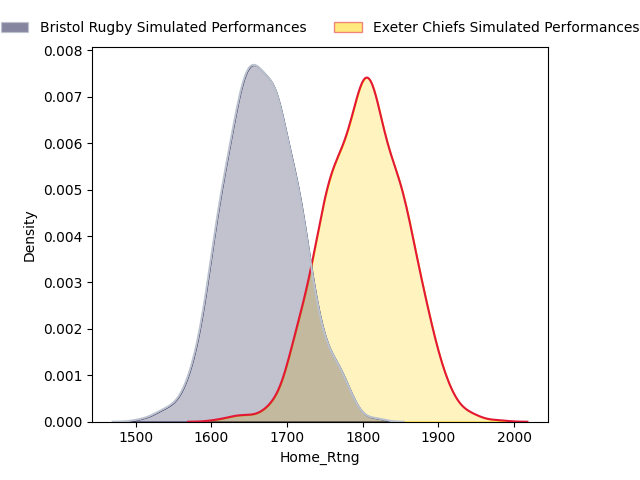 Bristol Rugby Simulated Performances
Exeter Chiefs Simulated Performances
0.008
0.007
0.006
0.005
0.004
0.003
0.002
0.001
0.000
Density
1500 1600 1700 1800 1900 2000
Home_Rtng